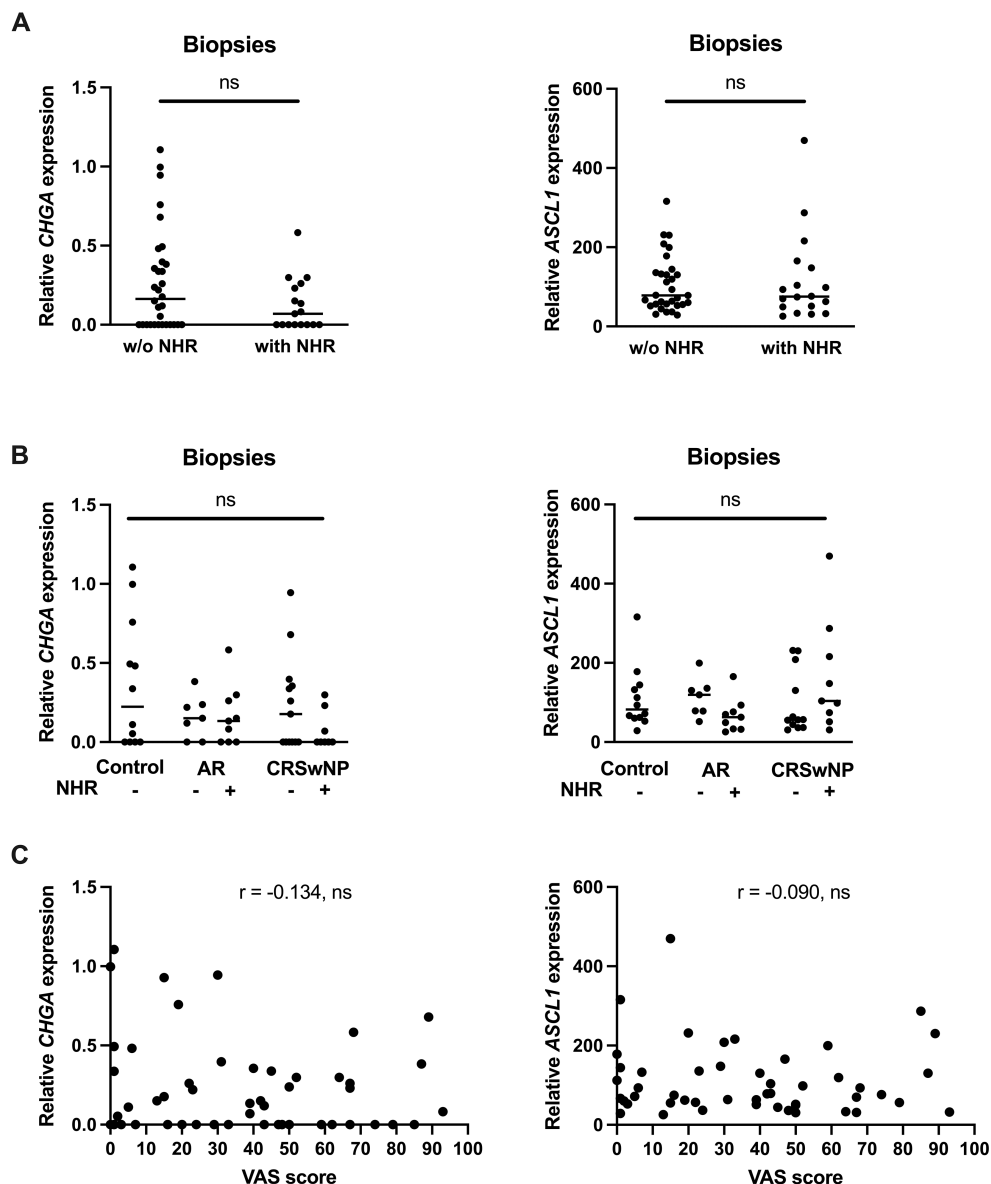 A
Biopsies
ns
Relative CHGA expression
1.5
1.0
0.5
0.0
w/o NHR with NHR
Biopsies
ns
Relative ASCL1 expression
600
400
200
0
w/o NHR with NHR
B
Biopsies
ns
Relative CHGA expression
1.5
1.0
0.5
0.0
Control AR CRSwNP
NHR - - + - +
Biopsies
ns
Relative ASCL1 expression
600
400
200
0
Control AR CRSwNP
NHR - - + - +
C
r = -0.134, ns
Relative CHGA expression
1.5
1.0
0.5
0.0
0 10 20 30 40 50 60 70 80 90 100
VAS score
r = -0.090, ns
Relative ASCL1 expression
600
400
200
0
0 10 20 30 40 50 60 70 80 90 100
VAS score